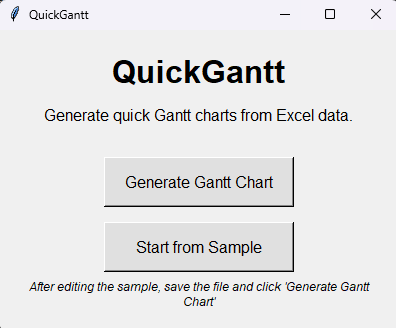 QuickGantt
QuickGantt
Generate quick Gantt charts from Excel data.
Generate Gantt Chart
Start from Sample
After editing the sample, save the file and click 'Generate Gantt
Chart'